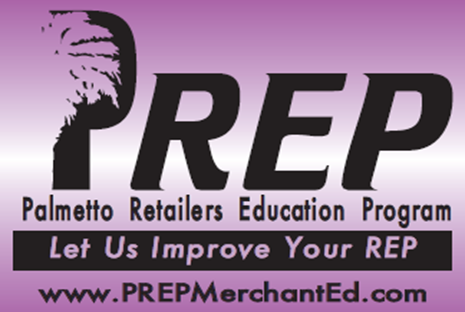 PREP
Palmetto Retailers Education Program
Let Us Improve Your REP
www.PREPMerchantEd.com